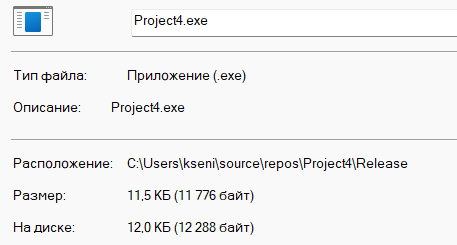 Project4.exe
Тип файла: Приложение (.exe)
Описание: Project4.exe
Расположение: C:\Users\kseni\source\repos\Project4\Release
Размер: 11,5 КБ (11 776 байт)
На диске: 12,0 КБ (12 288 байт)